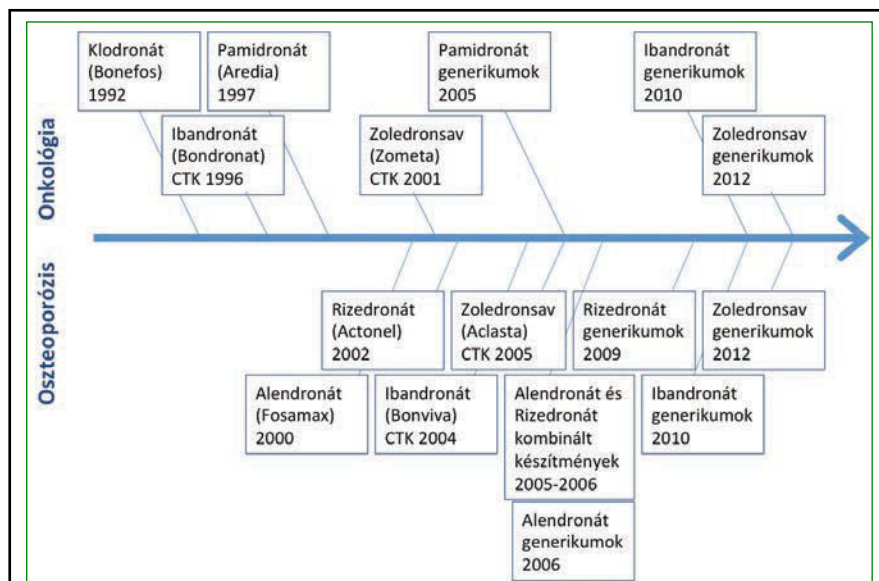 Onkológia
Klodronát
(Bonefos)
1992
Pamidronát
(Aredia)
1997
Pamidronát
generikumok
2005
Ibandronát
generikumok
2010
Ibandronát
(Bondronat)
CTK 1996
Zoledronsav
(Zometa)
CTK 2001
Zoledronsav
generikumok
2012
Oszteoporózis
Rizedronát
(Actonel)
2002
Zoledronsav
(Aclasta)
CTK 2005
Rizedronát
generikumok
2009
Zoledronsav
generikumok
2012
Alendronát
(Fosamax)
2000
Ibandronát
(Bonviva)
CTK 2004
Alendronát és
Rizedronát
kombinált
készítmények
2005-2006
Ibandronát
generikumok
2010
Alendronát
generikumok
2006